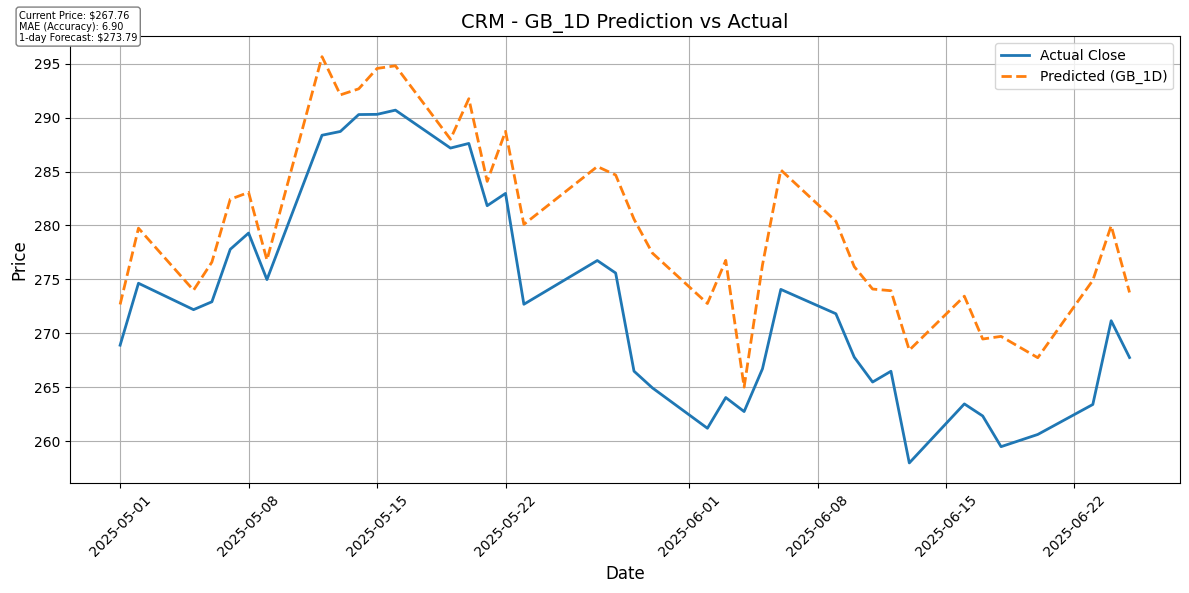 CRM - GB_1D Prediction vs Actual
Current Price: $267.76
MAE (Accuracy): 6.90
1-day Forecast: $273.79
Actual Close
Predicted (GB_1D)
Price
295
290
285
280
275
270
265
260
2025-05-01
2025-05-08
2025-05-15
2025-05-22
2025-06-01
2025-06-08
2025-06-15
2025-06-22
Date